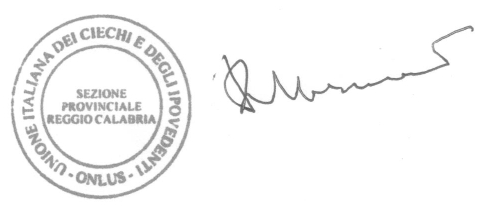 UNIONE ITALIANA DEI CIECHI E DEGLI IPOVEDENTI
- ONLUS -
SEZIONE
PROVINCIALE
REGGIO CALABRIA